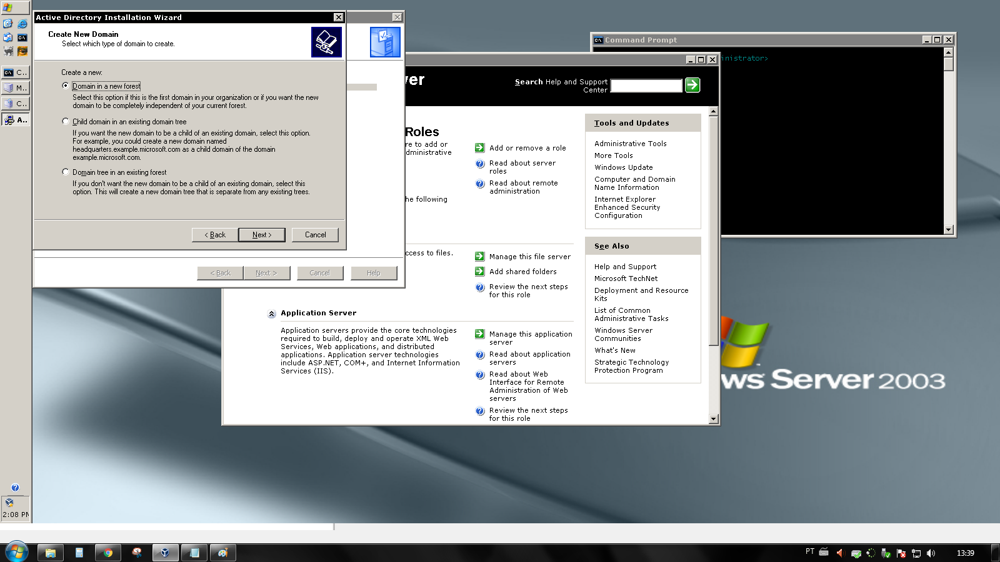 Active Directory Installation Wizard
Create New Domain
Select which type of domain to create.
Create a new:
Domain in a new forest
Select this option if this is the first domain in your organization or if you want the new
domain to be completely independent of your current forest.
Child domain in an existing domain tree
If you want the new domain to be a child of an existing domain, select this option.
For example, you could create a new domain named
headquarters.example.microsoft.com as a child domain of the domain
example.microsoft.com.
Domain tree in an existing forest
If you don't want the new domain to be a child of an existing domain, select this
option. This will create a new domain tree that is separate from any existing trees.
< Back
Next >
Cancel
< Back
Next >
Cancel
Help
C..
M..
C..
A..
2:08 PM
Command Prompt
inistrator>
ver
Search Help and Support
Center
Roles
re to add or
dministrative
he following
Add or remove a role
Read about server
roles
Read about remote
administration
ccess to files.
Manage this file server
Add shared folders
Review the next steps
for this role
Application Server
Application servers provide the core technologies
required to build, deploy and operate XML Web
Services, Web applications, and distributed
applications. Application server technologies
include ASP.NET, COM+, and Internet Information
Services (IIS).
Manage this application
server
Read about application
servers
Read about Web
Interface for Remote
Administration of Web
servers
Review the next steps
for this role
Tools and Updates
Administrative Tools
More Tools
Windows Update
Computer and Domain
Name Information
Internet Explorer
Enhanced Security
Configuration
See Also
Help and Support
Microsoft TechNet
Deployment and Resource
Kits
List of Common
Administrative Tasks
Windows Server
Communities
What's New
Strategic Technology
Protection Program
ws Server 2003
PT
13:39